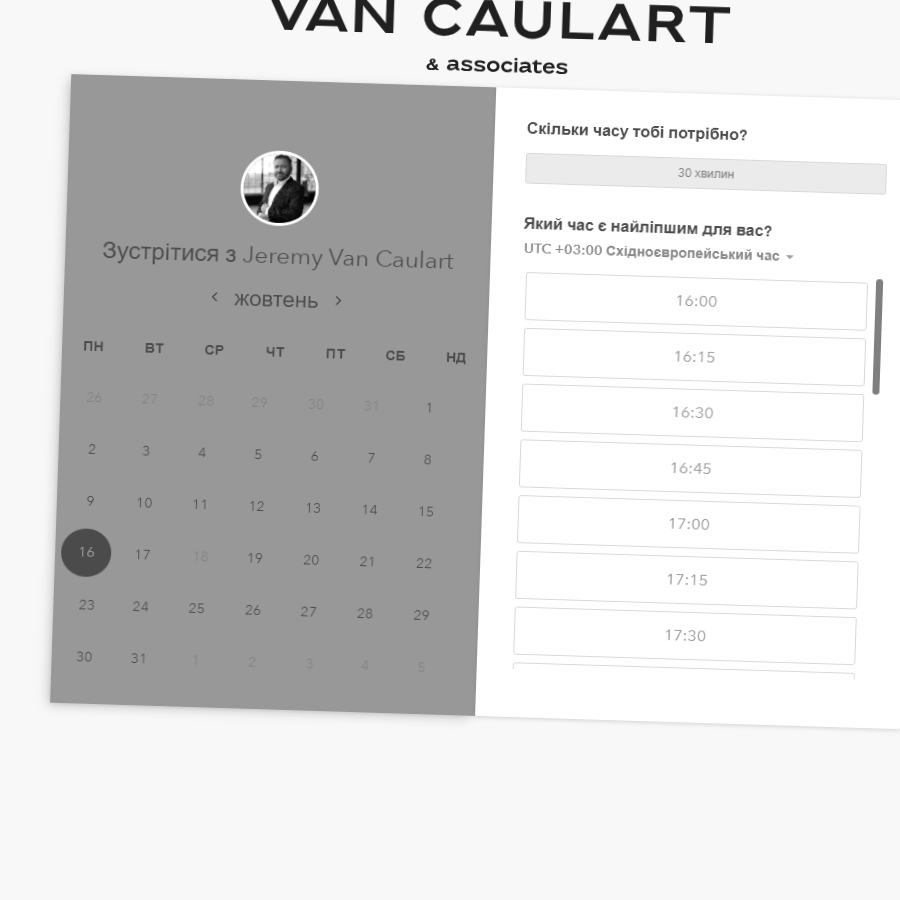 VAN CAULART
& associates
Зустрітися з Jeremy Van Caulart
жовтень
ПН ВТ СР ЧТ ПТ СБ НД
26 27 28 29 30 31 1
2 3 4 5 6 7 8
9 10 11 12 13 14 15
16 17 18 19 20 21 22
23 24 25 26 27 28 29
30 31 1 2 3 4 5
Скільки часу тобі потрібно?
30 хвилин
Який час є найліпшим для вас?
UTC +03:00 Східноєвропейський час
16:00
16:15
16:30
16:45
17:00
17:15
17:30